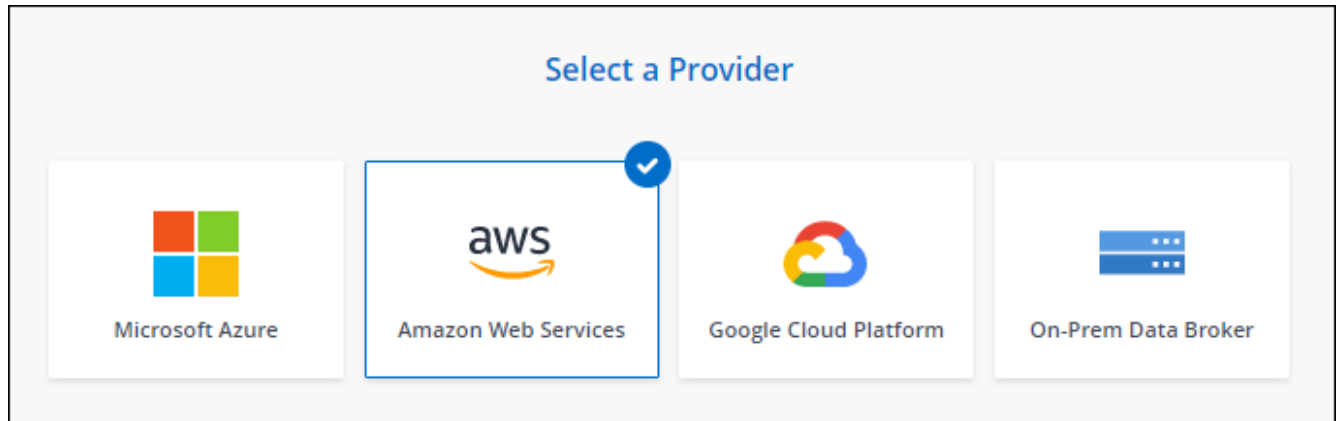 Select a Provider
aws
Microsoft Azure
Amazon Web Services
Google Cloud Platform
On-Prem Data Broker